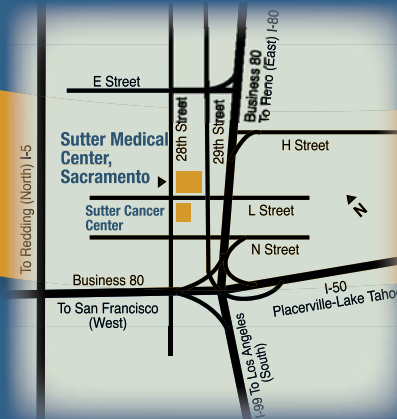 E Street
Business 80
To Reno (East) I-80
28th Street
29th Street
H Street
Sutter Medical
Center,
Sacramento
To Redding (North) I-5
Sutter Cancer
Center
L Street
N
N Street
Business 80
To San Francisco
(West)
I-50
Placerville-Lake Taho
I-99 To Los Angeles
(South)